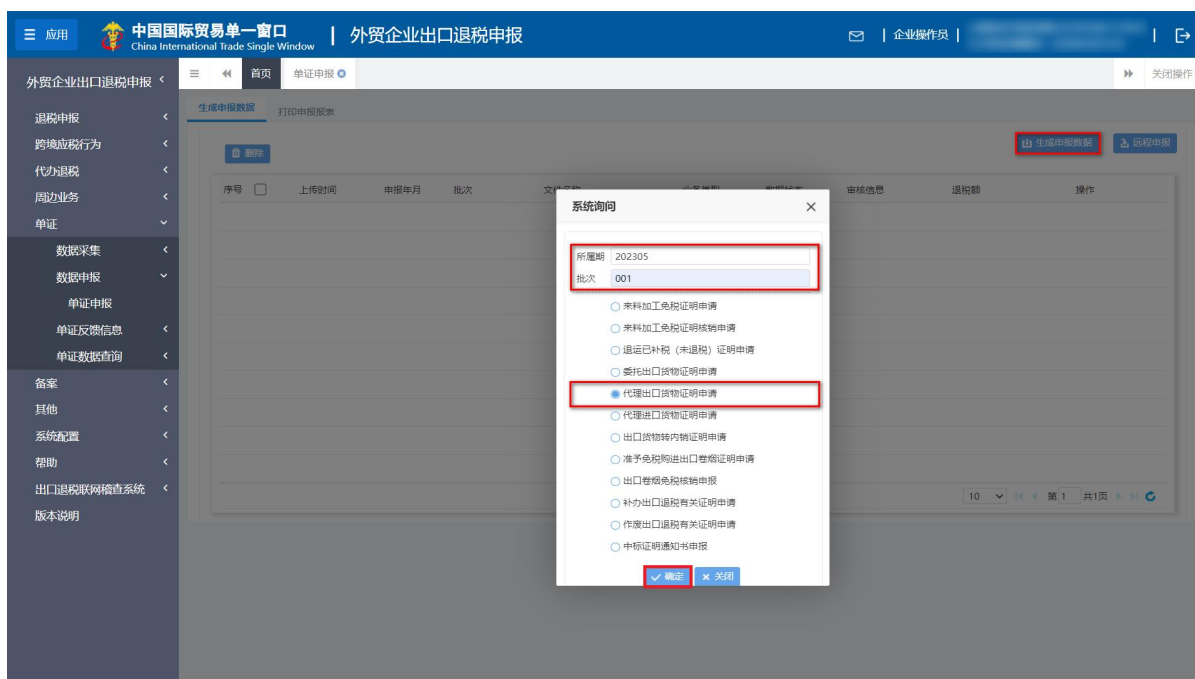 应用
中国国际贸易单一窗口
China International Trade Single Window
外贸企业出口退税申报
企业操作员
外贸企业出口退税申报
首页
单证申报
关闭操作
退税申报
跨境应税行为
代办退税
周边业务
单证
数据采集
数据申报
单证申报
单证反馈信息
单证数据查询
备案
其他
系统配置
帮助
出口退税联网稽查系统
版本说明
生成申报数据
打印申报报表
删除
生成申报数据
远程申报
序号 上传时间 申报年月 批次 文件名称 业务类型 数据状态 审核信息 退税额 操作
系统询问
所属期 202305
批次 001
来料加工免税证明申请
来料加工免税证明核销申请
退运已补税（未退税）证明申请
委托出口货物证明申请
代理出口货物证明申请
代理进口货物证明申请
出口货物转内销证明申请
准予免税购进出口卷烟证明申请
出口卷烟免税核销申报
补办出口退税有关证明申请
作废出口退税有关证明申请
中标证明通知书申报
确定 关闭
10 第 1 共1页